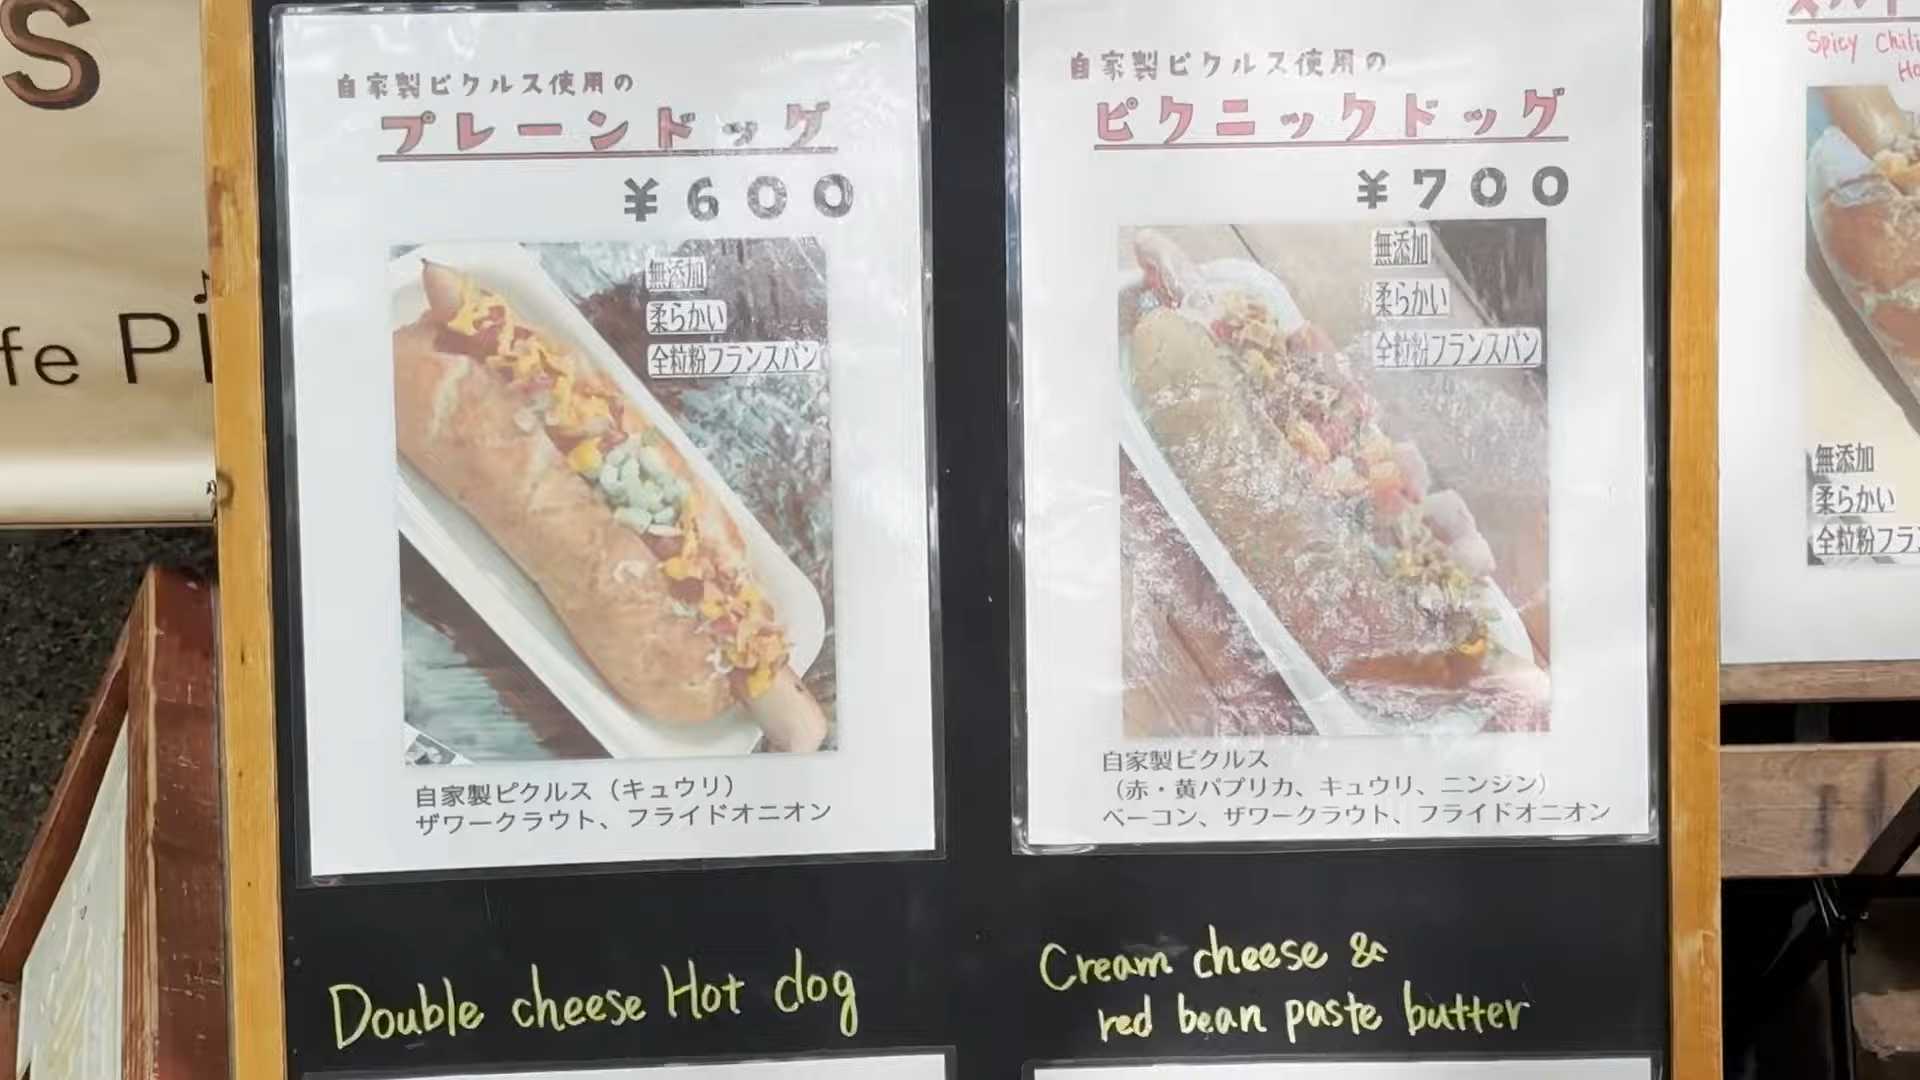 S
fe Pi
自家製ピクルス使用の
プレーンドッグ
¥600
無添加
柔らかい
全粒粉フランスパン
自家製ピクルス（キュウリ）
ザワークラウト、フライドオニオン
Double cheese Hot dog
自家製ピクルス使用の
ピクニックドッグ
¥700
無添加
柔らかい
全粒粉フランスパン
自家製ピクルス
（赤・黄パプリカ、キュウリ、ニンジン）
ベーコン、ザワークラウト、フライドオニオン
Cream cheese &
red bean paste butter
Spicy Chili
Ho
無添加
柔らかい
全粒粉フラ